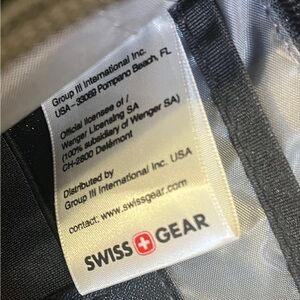 Group III International Inc.
USA - 33069 Pompano Beach, FL
Official licensee of /
Wenger Licensing SA
(100% subsidiary of Wenger SA)
CH-2800 Delémont
Distributed by
Group III International Inc. USA
contact: www.swissgear.com
SWISS GEAR